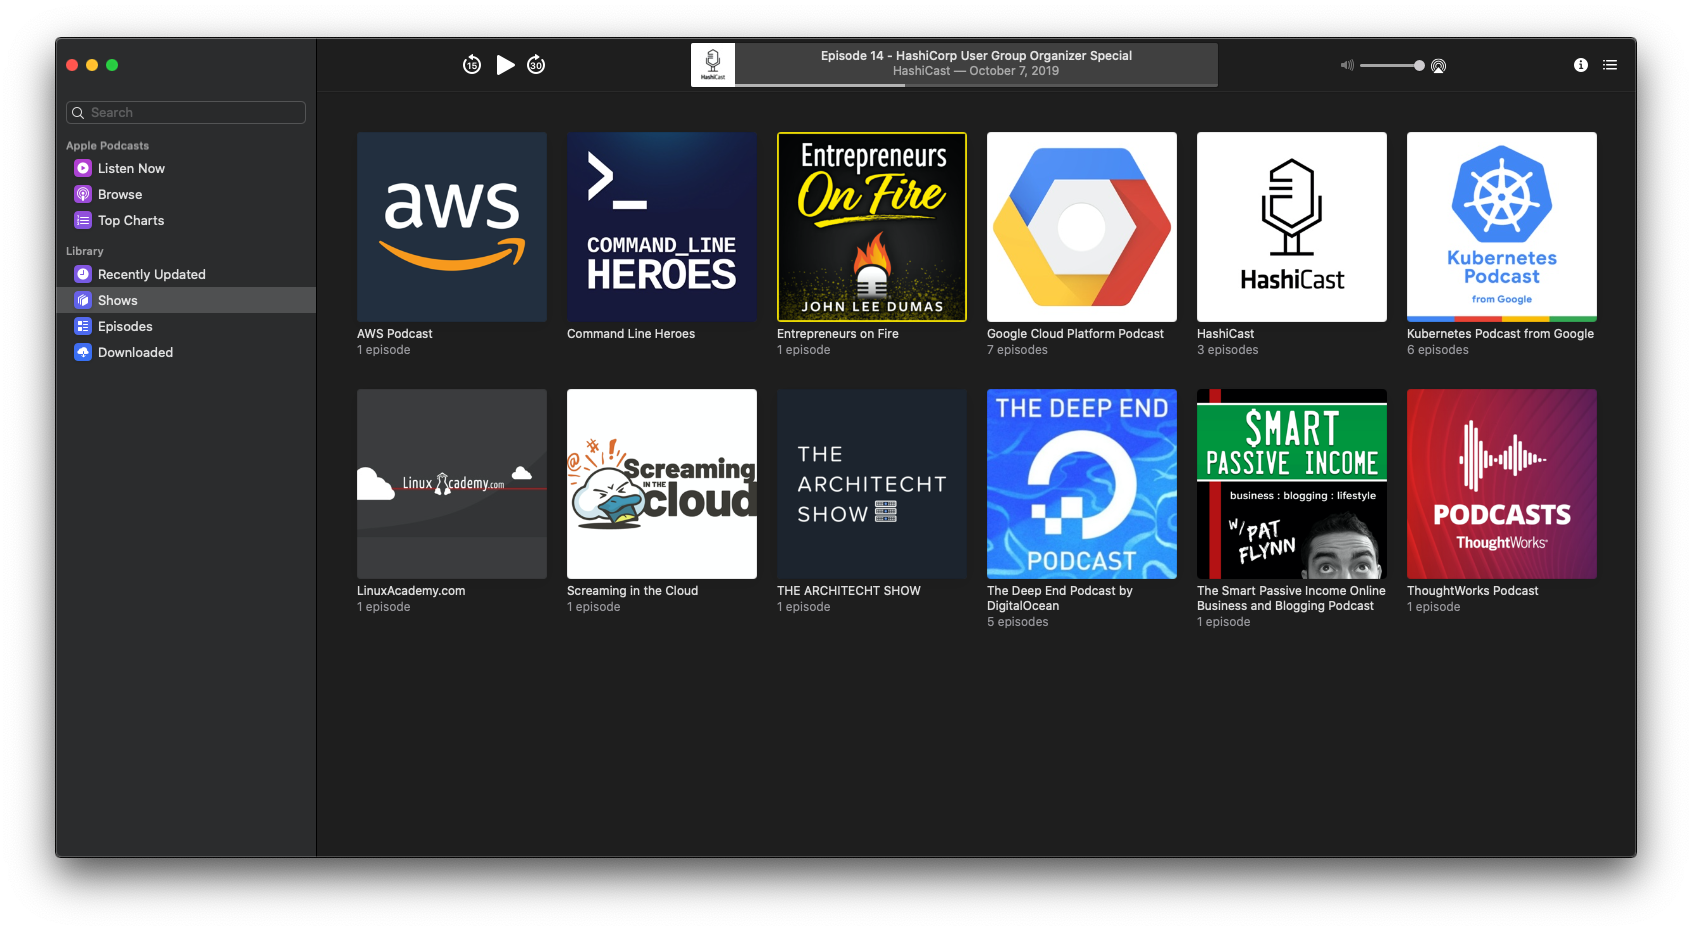 15
30
HashiCast
Episode 14 - HashiCorp User Group Organizer Special
HashiCast — October 7, 2019
Search
Apple Podcasts
Listen Now
Browse
Top Charts
Library
Recently Updated
Shows
Episodes
Downloaded
aws
AWS Podcast
1 episode
>_
COMMAND_LINE
HEROES
Command Line Heroes
Entrepreneurs
On Fire
JOHN LEE DUMAS
Entrepreneurs on Fire
1 episode
Google Cloud Platform Podcast
7 episodes
HashiCast
HashiCast
3 episodes
Kubernetes
Podcast
from Google
Kubernetes Podcast from Google
6 episodes
Linux Academy.com
LinuxAcademy.com
1 episode
@#!!
Screaming
IN THE
cloud
Screaming in the Cloud
1 episode
THE
ARCHITECHT
SHOW
THE ARCHITECHT SHOW
1 episode
THE DEEP END
PODCAST
The Deep End Podcast by
DigitalOcean
5 episodes
$MART
PASSIVE INCOME
business : blogging : lifestyle
W/ PAT
FLYNN
The Smart Passive Income Online
Business and Blogging Podcast
1 episode
PODCASTS
ThoughtWorks®
ThoughtWorks Podcast
1 episode